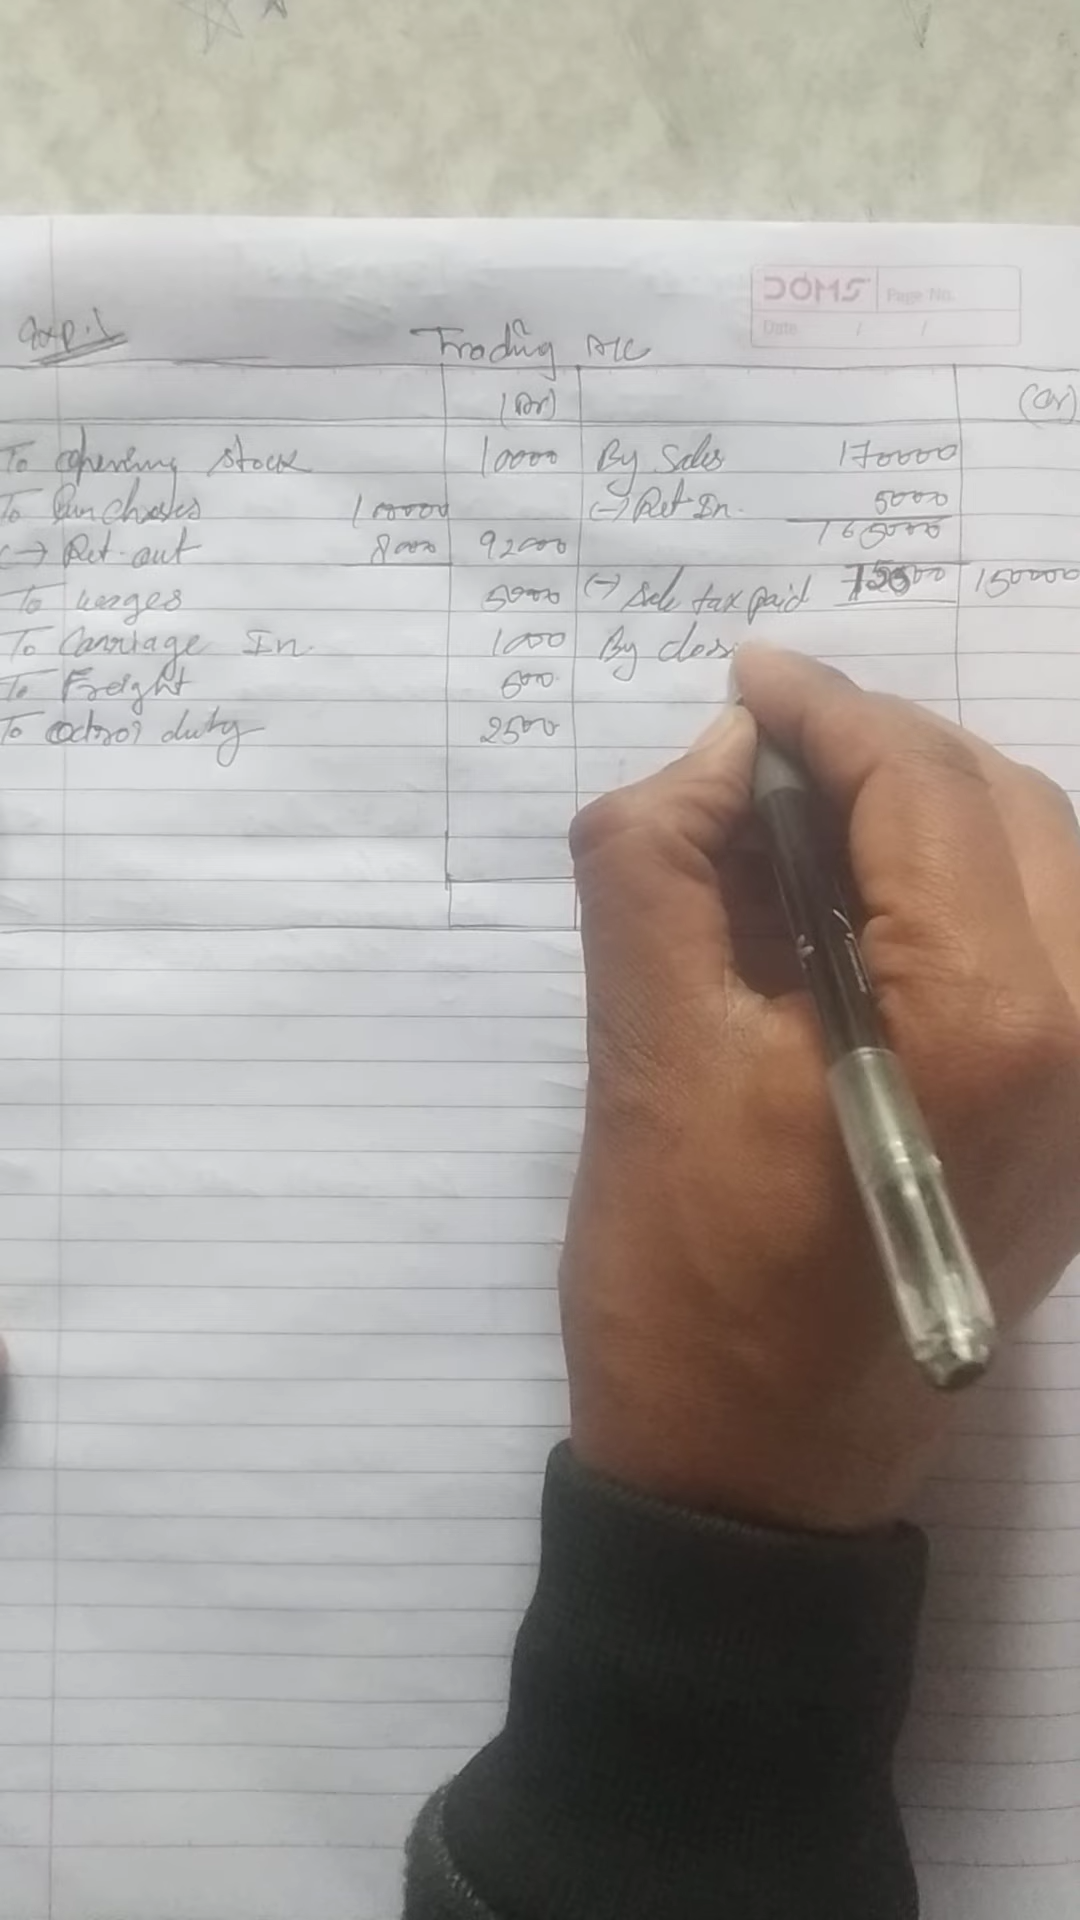 DOMS Page No.
Date / /
Exp.1 Trading A/C
(Dr) (Cr)
To opening stock 10000 By Sales 170000
To Purchases 100000 (-) Ret In. 5000
165000
(-) Ret. out 8000 92000
(-) Sale tax paid 15000 150000
To wages 5000
To Carriage In. 1000 By closi
To Freight 500
To octroi duty 2500